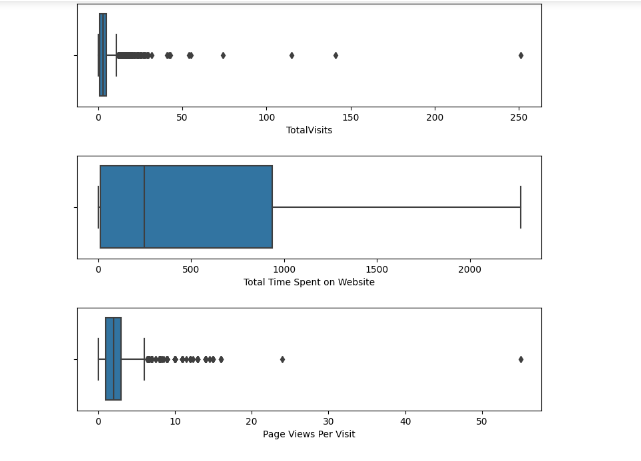 0 50 100 150 200 250
TotalVisits
0 500 1000 1500 2000
Total Time Spent on Website
0 10 20 30 40 50
Page Views Per Visit